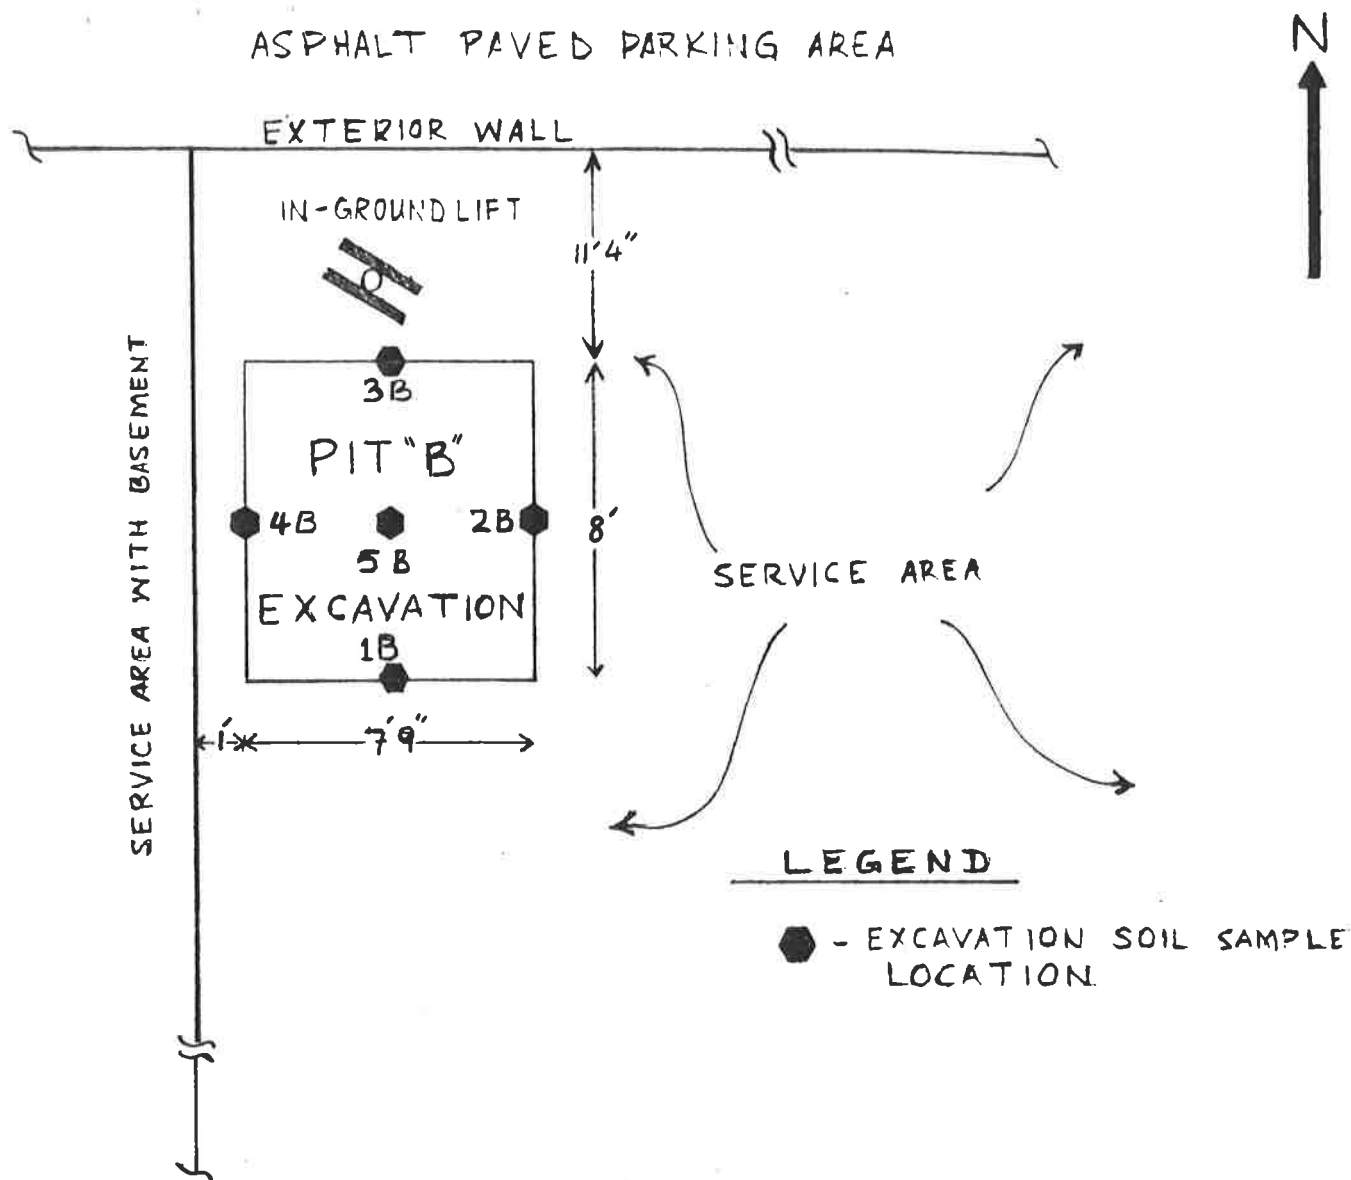 ASPHALT PAVED PARKING AREA
N
EXTERIOR WALL
IN-GROUND LIFT
11'4"
3B
PIT "B"
4B
2B
8'
5B
EXCAVATION
1B
1'
7'9"
SERVICE AREA WITH BASEMENT
SERVICE AREA
LEGEND
- EXCAVATION SOIL SAMPLE
LOCATION.